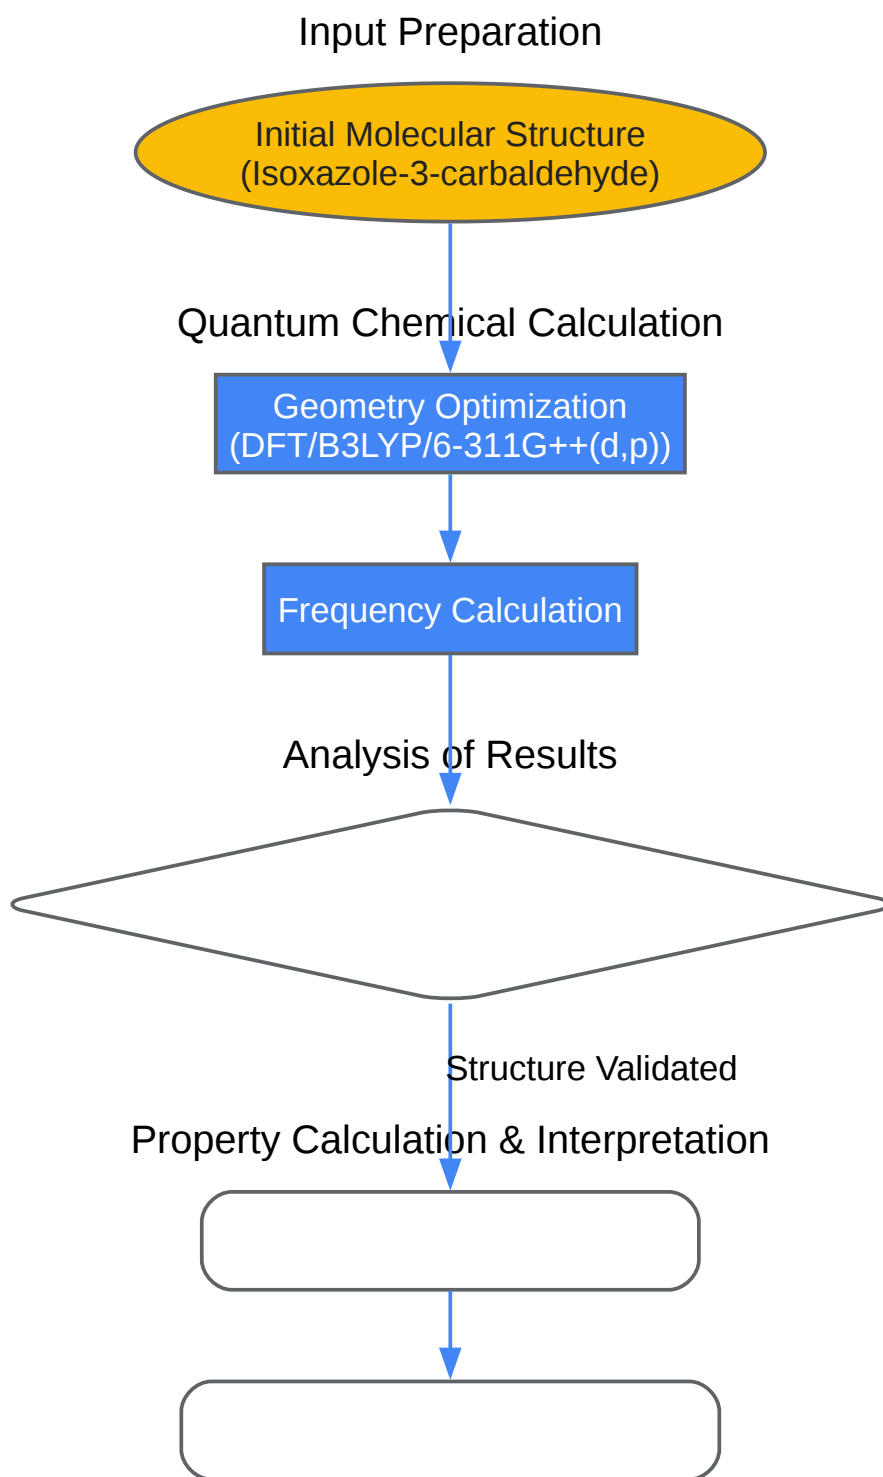 Input Preparation
Initial Molecular Structure
(Isoxazole-3-carbaldehyde)
Quantum Chemical Calculation
Geometry Optimization
(DFT/B3LYP/6-311G++(d,p))
Frequency Calculation
Analysis of Results
Structure Validated
Property Calculation & Interpretation